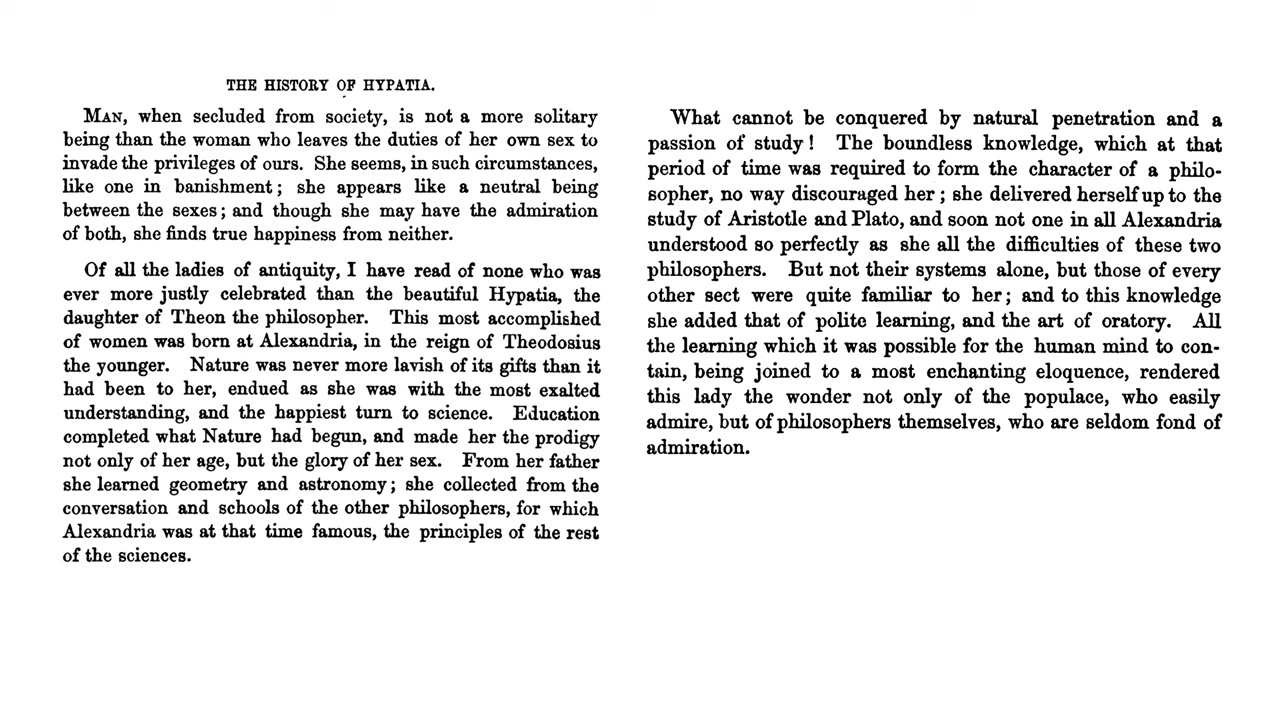 THE HISTORY OF HYPATIA.
MAN, when secluded from society, is not a more solitary
being than the woman who leaves the duties of her own sex to
invade the privileges of ours. She seems, in such circumstances,
like one in banishment; she appears like a neutral being
between the sexes; and though she may have the admiration
of both, she finds true happiness from neither.
Of all the ladies of antiquity, I have read of none who was
ever more justly celebrated than the beautiful Hypatia, the
daughter of Theon the philosopher. This most accomplished
of women was born at Alexandria, in the reign of Theodosius
the younger. Nature was never more lavish of its gifts than it
had been to her, endued as she was with the most exalted
understanding, and the happiest turn to science. Education
completed what Nature had begun, and made her the prodigy
not only of her age, but the glory of her sex. From her father
she learned geometry and astronomy; she collected from the
conversation and schools of the other philosophers, for which
Alexandria was at that time famous, the principles of the rest
of the sciences.
What cannot be conquered by natural penetration and a
passion of study! The boundless knowledge, which at that
period of time was required to form the character of a philo-
sopher, no way discouraged her; she delivered herself up to the
study of Aristotle and Plato, and soon not one in all Alexandria
understood so perfectly as she all the difficulties of these two
philosophers. But not their systems alone, but those of every
other sect were quite familiar to her; and to this knowledge
she added that of polite learning, and the art of oratory. All
the learning which it was possible for the human mind to con-
tain, being joined to a most enchanting eloquence, rendered
this lady the wonder not only of the populace, who easily
admire, but of philosophers themselves, who are seldom fond of
admiration.